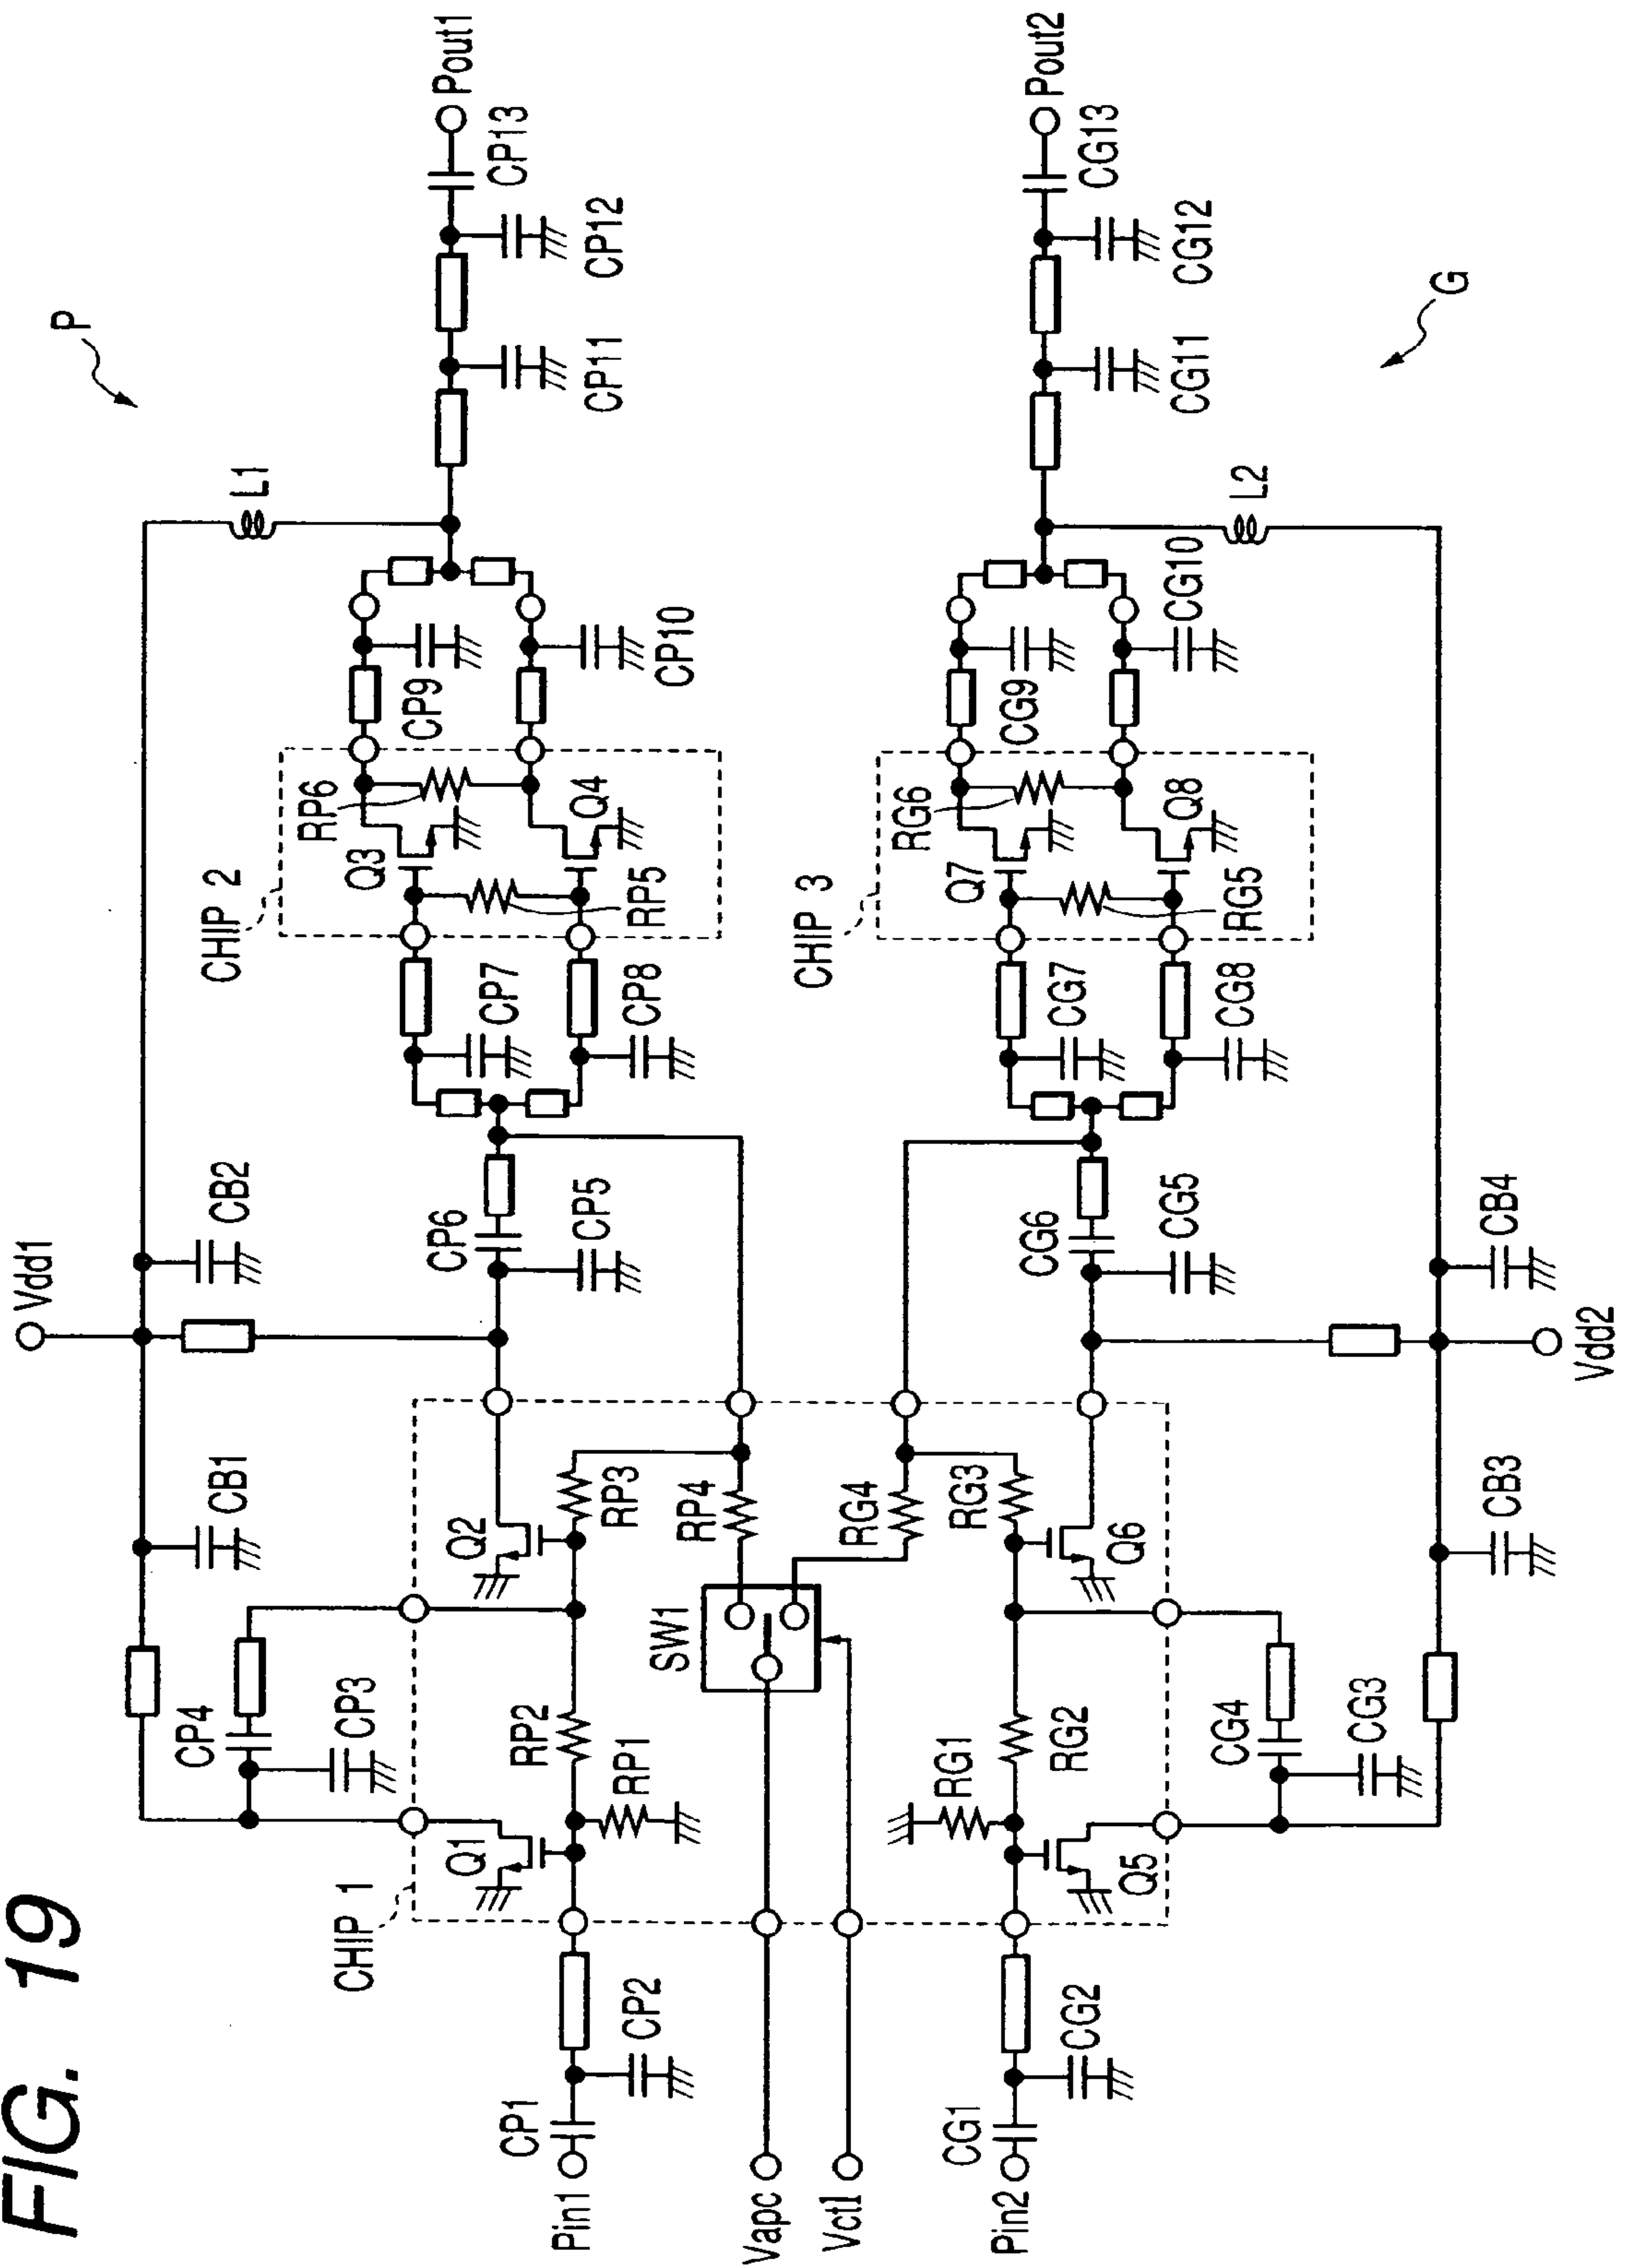 FIG. 19
P
Vdd1
CB1
CB2
L1
CP4
CP3
CHIP 1
Q1
Q2
RP2
RP1
RP3
RP4
CP6
CP5
CHIP 2
CP7
CP8
Q3
Q4
RP5
RP6
CP9
CP10
CP11
CP12
CP13
Pout1
Pin1
CP1
CP2
Vapc
Vctl
SW1
Pin2
CG1
CG2
RG1
RG2
RG3
RG4
Q5
Q6
CG4
CG3
CG6
CG5
CHIP 3
CG7
CG8
Q7
Q8
RG5
RG6
CG9
CG10
CG11
CG12
CG13
Pout2
L2
CB3
CB4
Vdd2
G